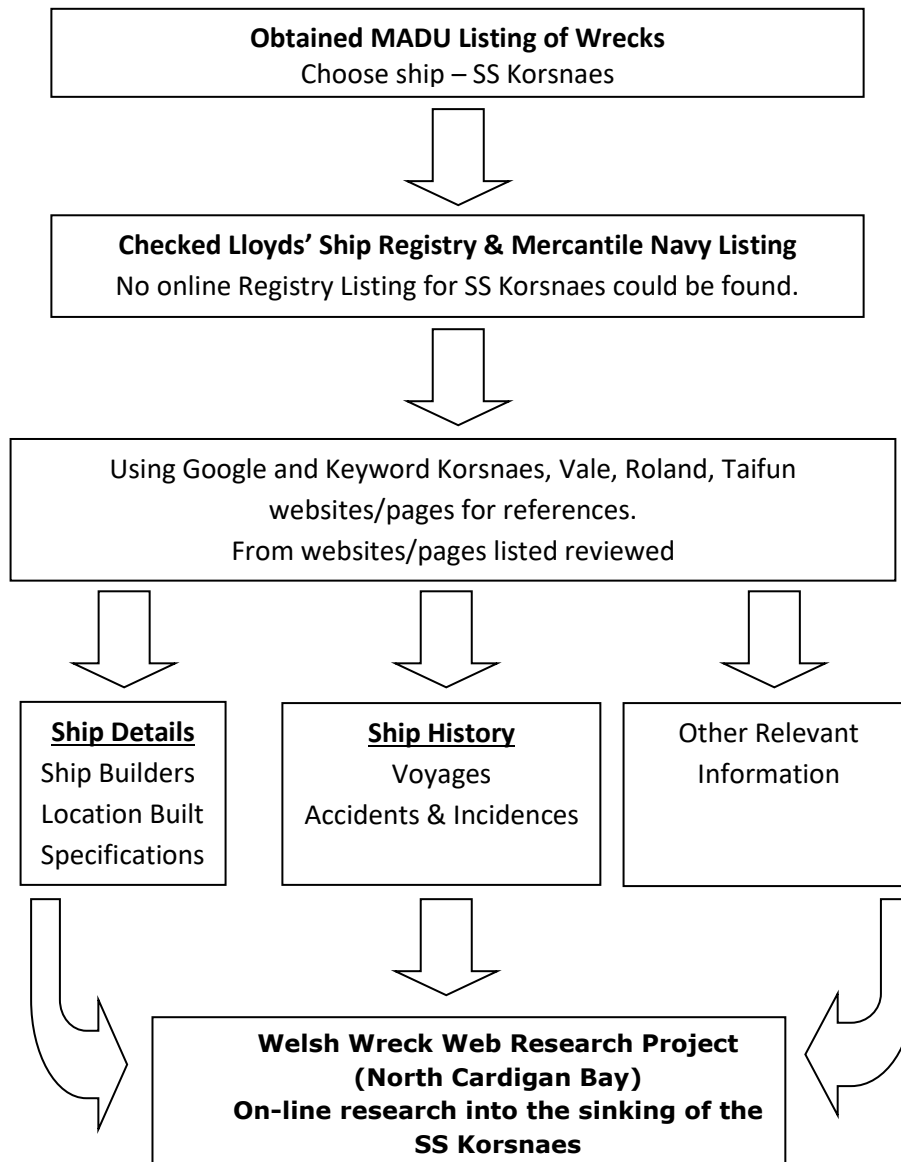 Obtained MADU Listing of Wrecks
Choose ship – SS Korsnaes
Checked Lloyds’ Ship Registry & Mercantile Navy Listing
No online Registry Listing for SS Korsnaes could be found.
Using Google and Keyword Korsnaes, Vale, Roland, Taifun
websites/pages for references.
From websites/pages listed reviewed
Ship Details
Ship Builders
Location Built
Specifications
Ship History
Voyages
Accidents & Incidences
Other Relevant
Information
Welsh Wreck Web Research Project
(North Cardigan Bay)
On-line research into the sinking of the
SS Korsnaes